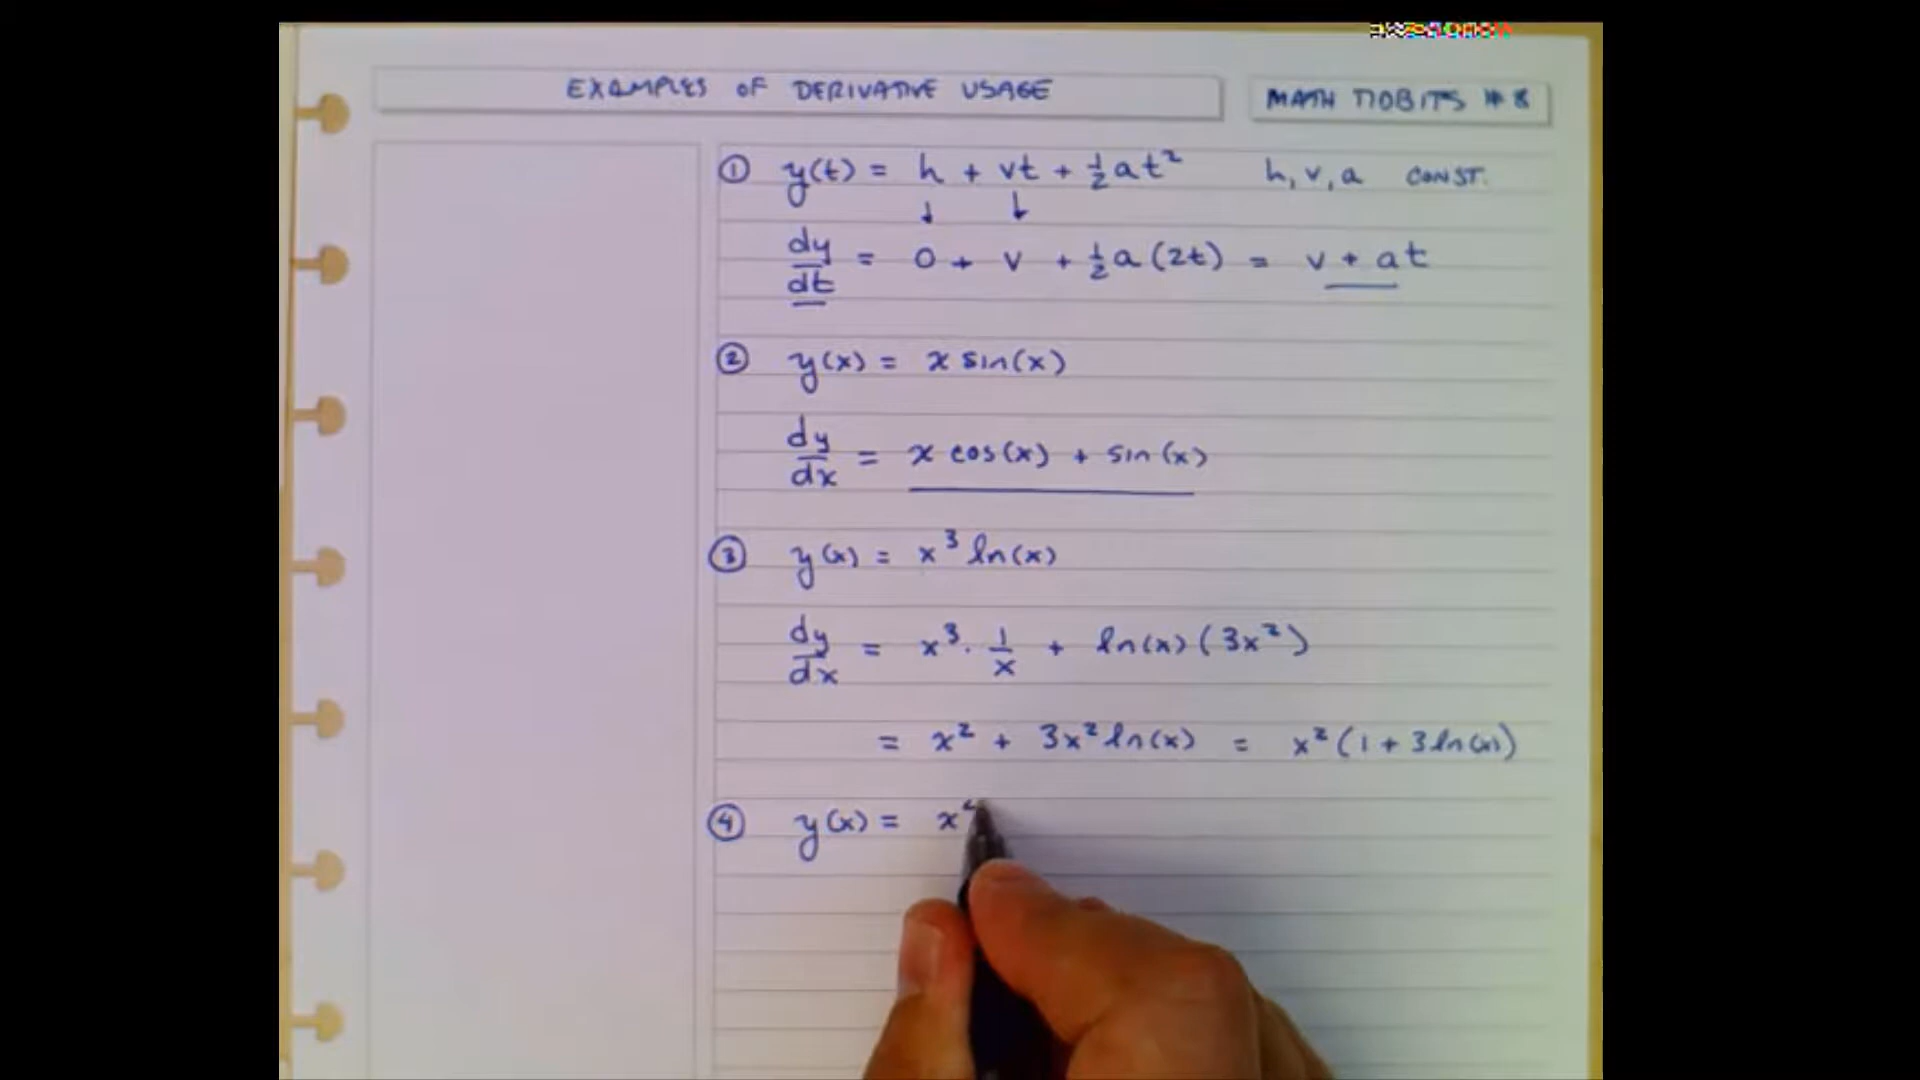 EXAMPLES OF DERIVATIVE USAGE
MATH TIDBITS #8
① y(t) = h + vt + ½at² h, v, a CONST.
↓ ↓
dy/dt = 0 + v + ½a(2t) = v + at
② y(x) = x sin(x)
dy/dx = x cos(x) + sin(x)
③ y(x) = x³ ln(x)
dy/dx = x³ · 1/x + ln(x)(3x²)
= x² + 3x² ln(x) = x²(1 + 3ln(x))
④ y(x) = x